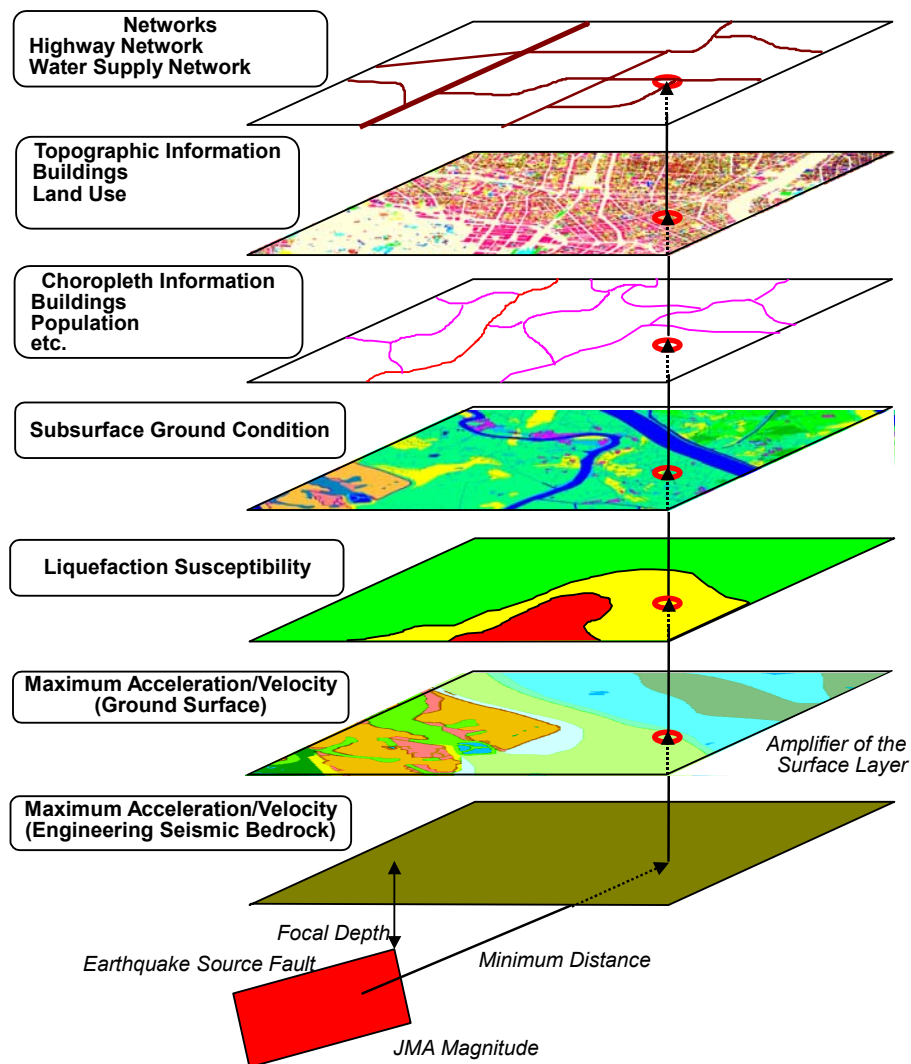 Networks
Highway Network
Water Supply Network
Topographic Information
Buildings
Land Use
Choropleth Information
Buildings
Population
etc.
Subsurface Ground Condition
Liquefaction Susceptibility
Maximum Acceleration/Velocity
(Ground Surface)
Amplifier of the
Surface Layer
Maximum Acceleration/Velocity
(Engineering Seismic Bedrock)
Focal Depth
Earthquake Source Fault
Minimum Distance
JMA Magnitude